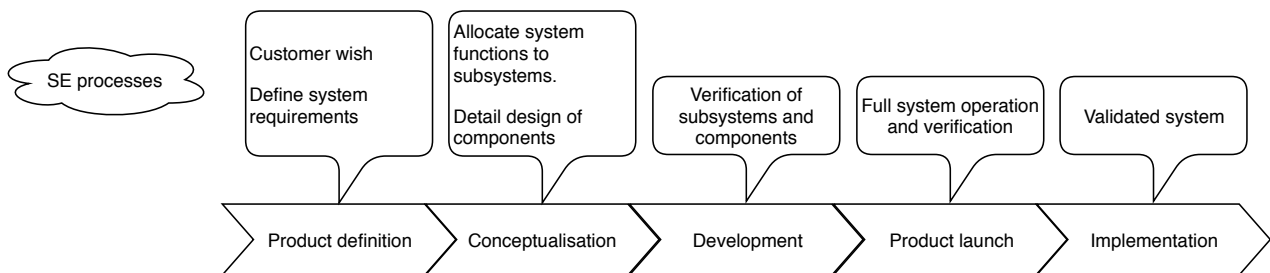 SE processes
Customer wish
Define system
requirements
Allocate system
functions to
subsystems.
Detail design of
components
Verification of
subsystems and
components
Full system operation
and verification
Validated system
Product definition
Conceptualisation
Development
Product launch
Implementation